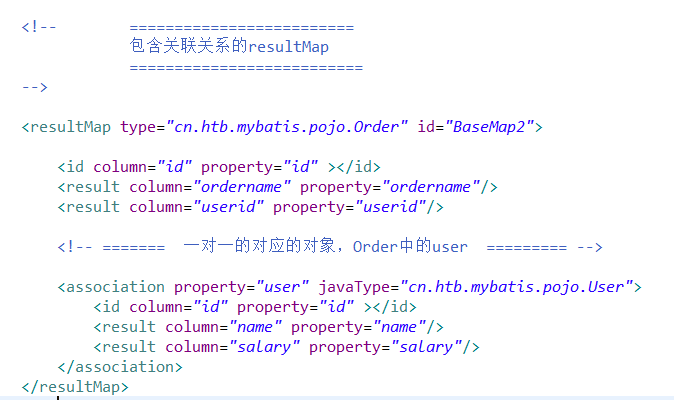 <!--        =========================
            包含关联关系的resultMap
            ==========================
-->
<resultMap type="cn.htb.mybatis.pojo.Order" id="BaseMap2">
    <id column="id" property="id" ></id>
    <result column="ordername" property="ordername"/>
    <result column="userid" property="userid"/>
    <!-- =======  一对一的对应的对象，Order中的user  ========= -->
    <association property="user" javaType="cn.htb.mybatis.pojo.User">
        <id column="id" property="id" ></id>
        <result column="name" property="name"/>
        <result column="salary" property="salary"/>
    </association>
</resultMap>